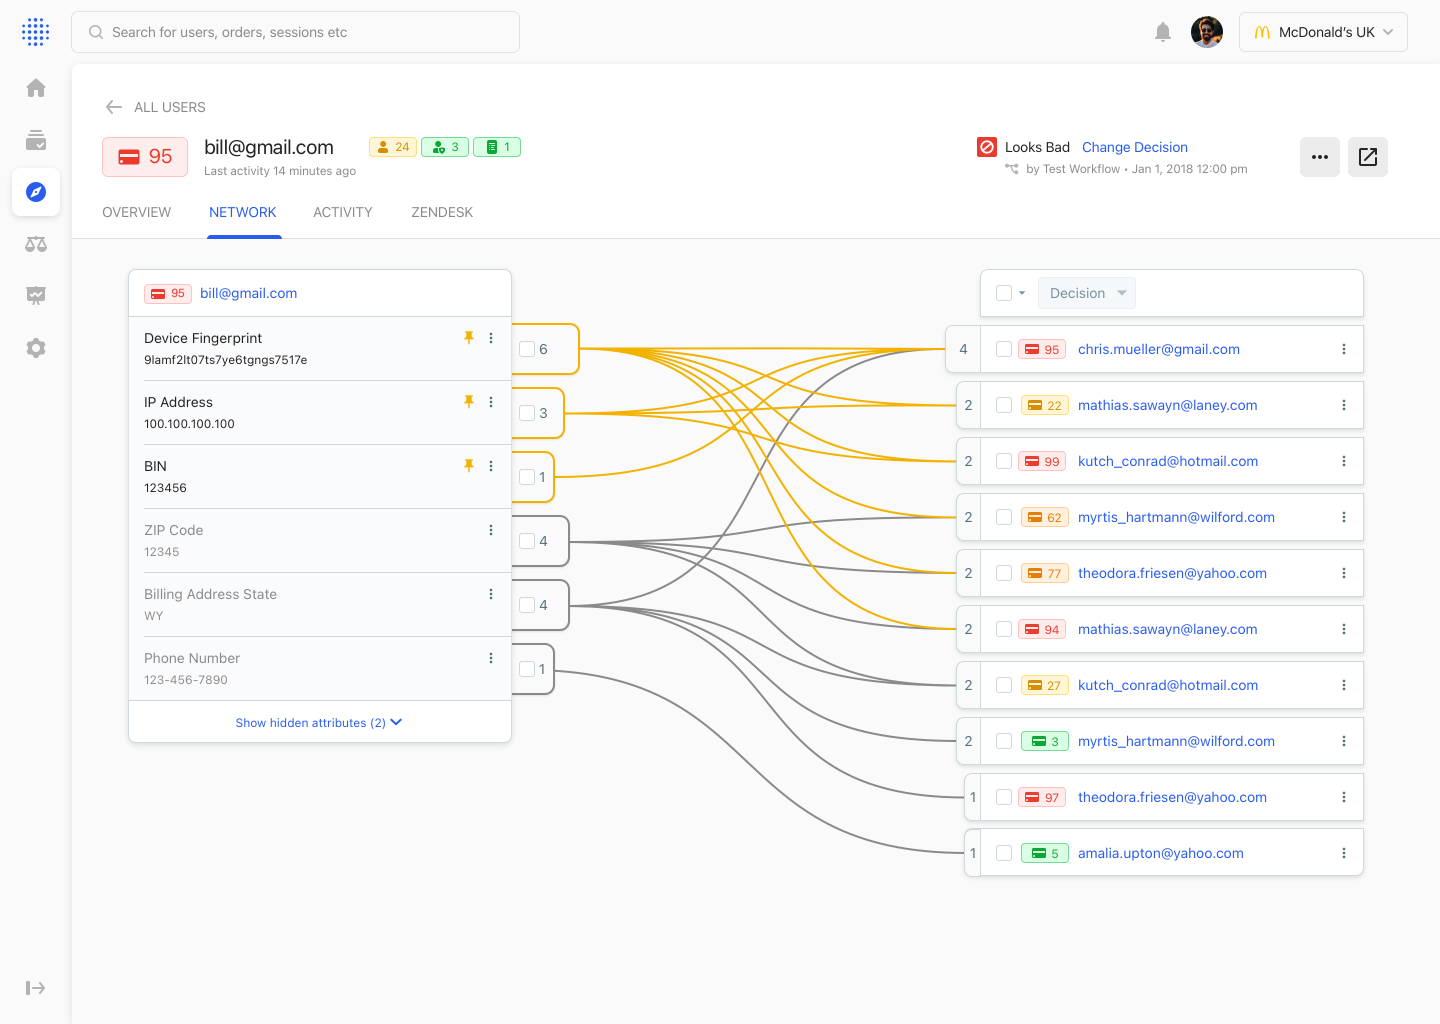 Search for users, orders, sessions etc
McDonald's UK
ALL USERS
95
bill@gmail.com
24
3
1
Last activity 14 minutes ago
Looks Bad
Change Decision
by Test Workflow • Jan 1, 2018 12:00 pm
OVERVIEW
NETWORK
ACTIVITY
ZENDESK
95 bill@gmail.com
Device Fingerprint
9lamf2lt07ts7ye6tgngs7517e
6
IP Address
100.100.100.100
3
BIN
123456
1
ZIP Code
12345
4
Billing Address State
WY
4
Phone Number
123-456-7890
1
Show hidden attributes (2)
Decision
4 95 chris.mueller@gmail.com
2 22 mathias.sawayn@laney.com
2 99 kutch_conrad@hotmail.com
2 62 myrtis_hartmann@wilford.com
2 77 theodora.friesen@yahoo.com
2 94 mathias.sawayn@laney.com
2 27 kutch_conrad@hotmail.com
2 3 myrtis_hartmann@wilford.com
1 97 theodora.friesen@yahoo.com
1 5 amalia.upton@yahoo.com